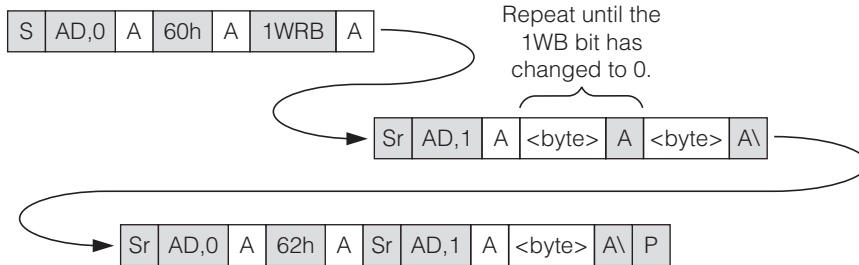 S AD,0 A 60h A 1WRB A
Repeat until the
1WB bit has
changed to 0.
Sr AD,1 A <byte> A <byte> A\
Sr AD,0 A 62h A Sr AD,1 A <byte> A\ P